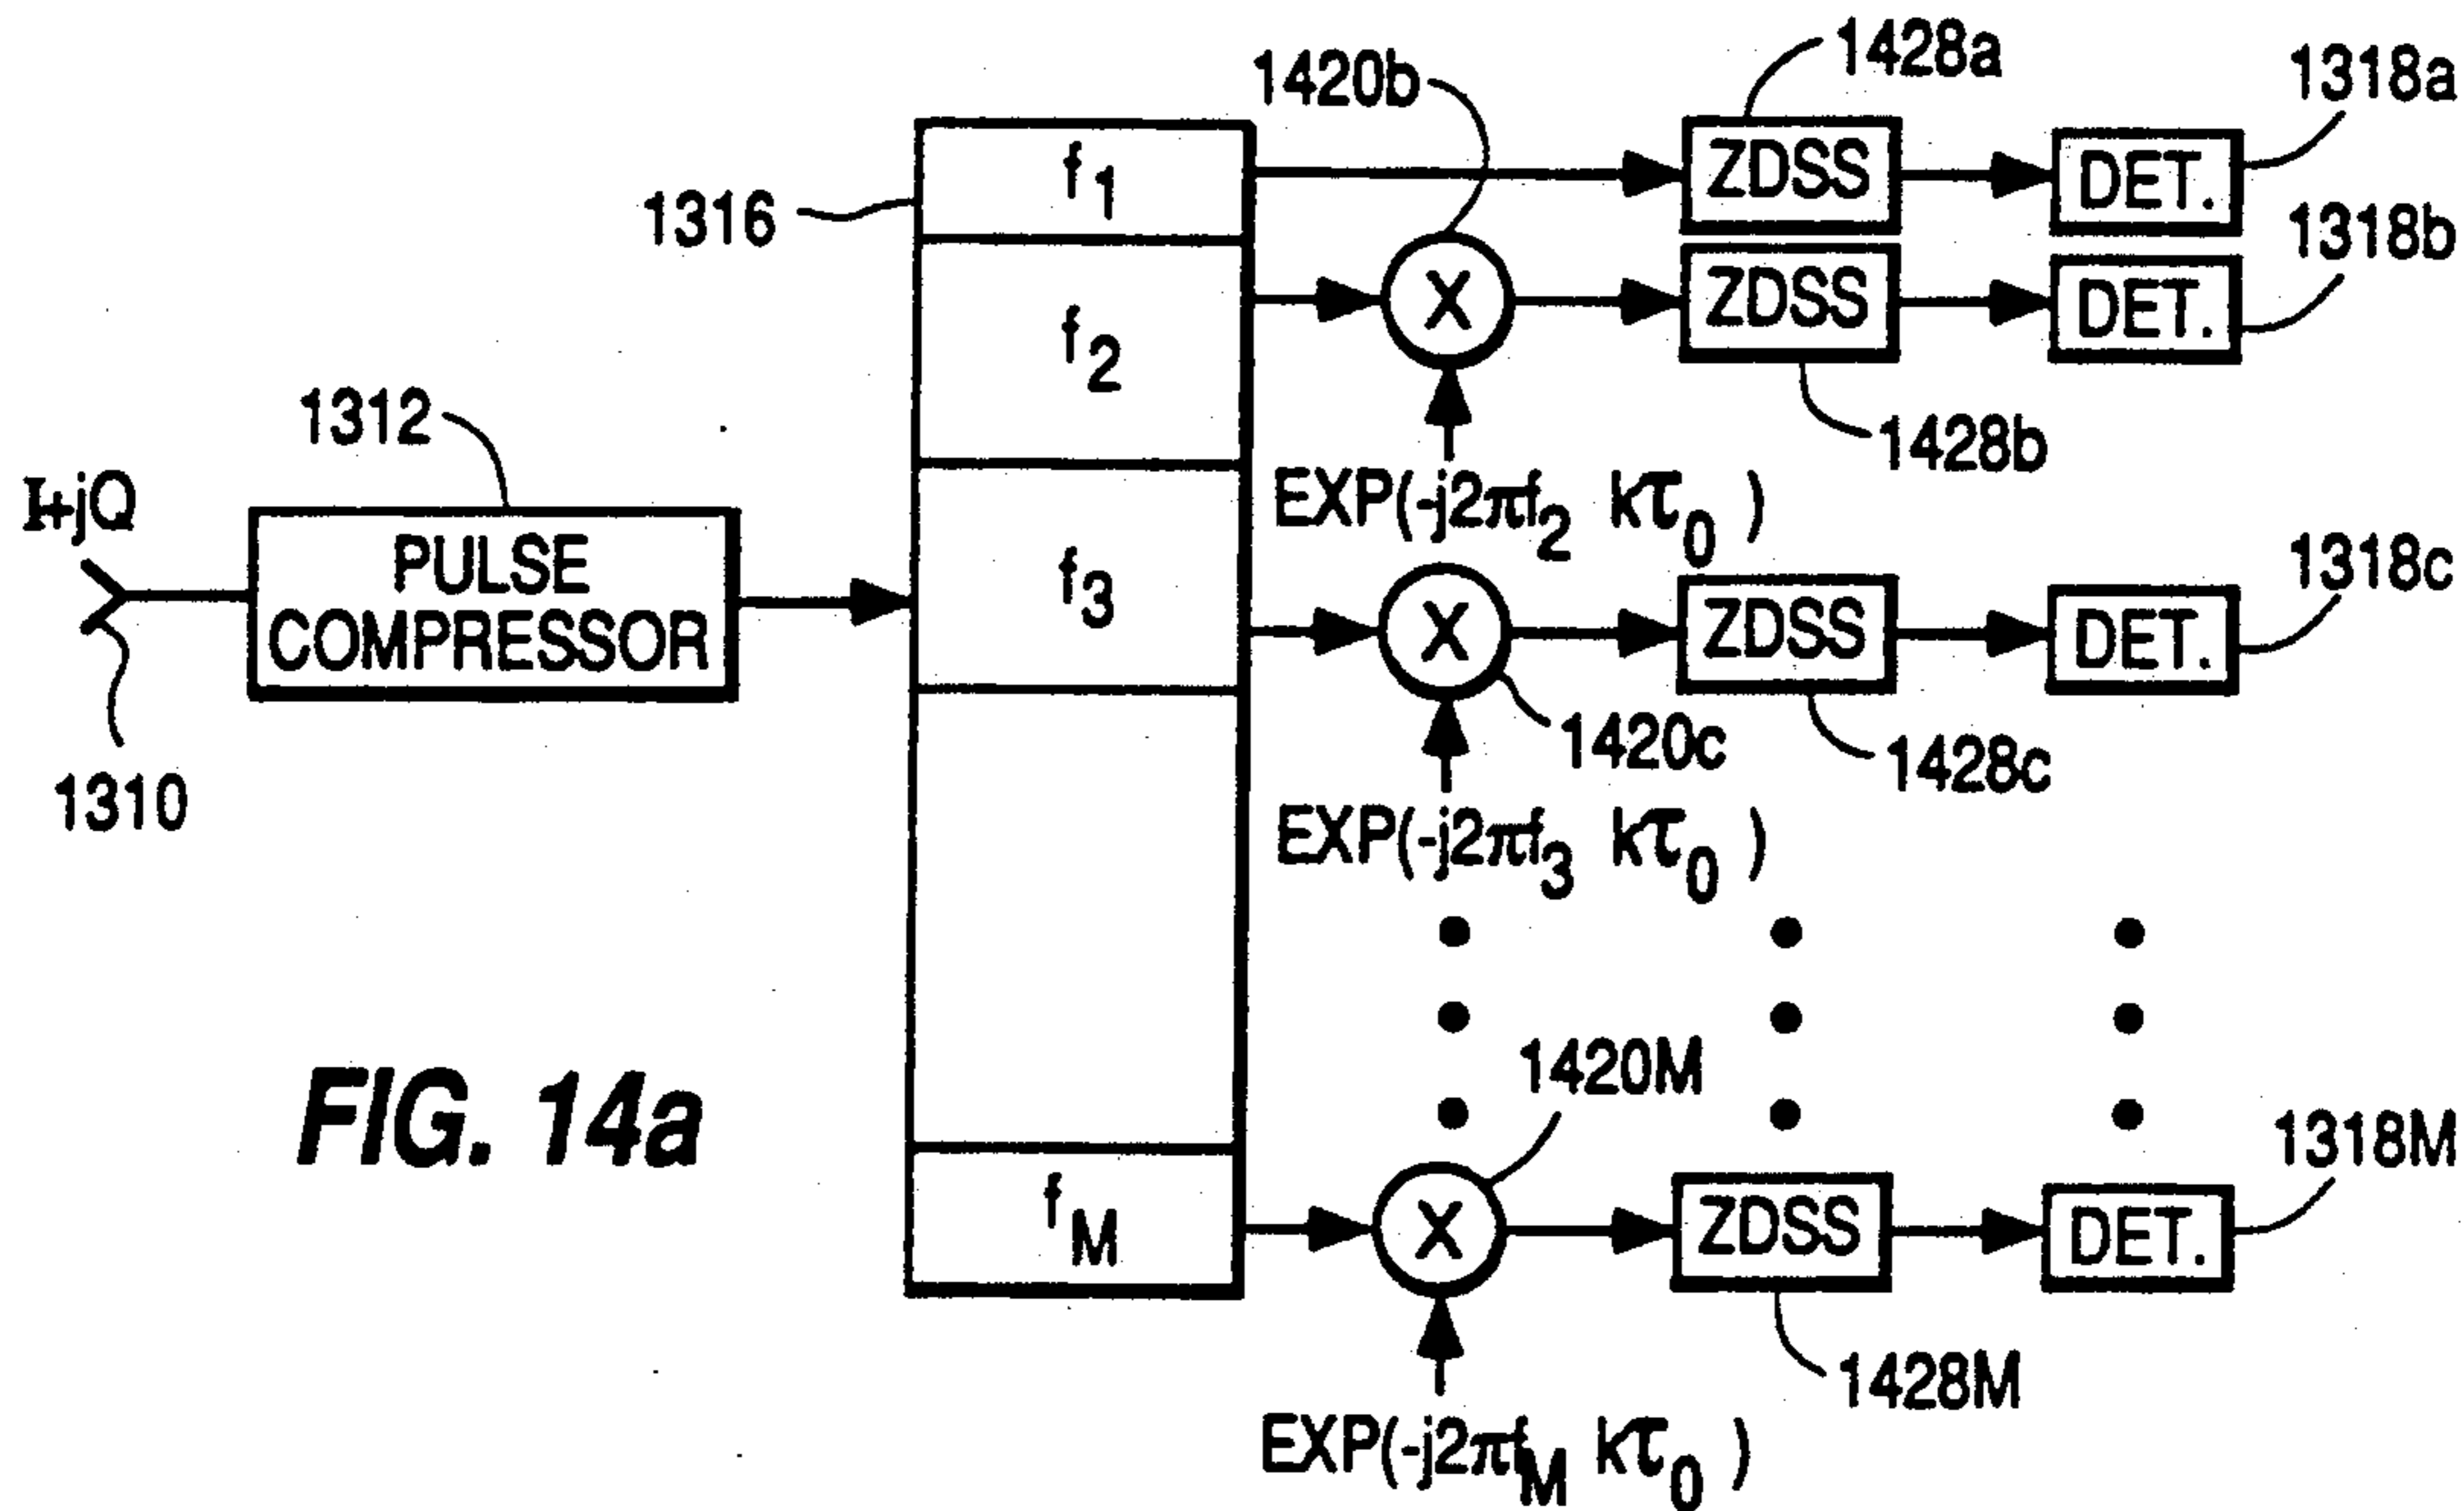 1420b
1428a
1318a
f1
ZDSS
DET.
1316
1318b
f2
X
ZDSS
DET.
1312
1428b
I+jQ
EXP(-j2πf2 kτ0 )
PULSE
COMPRESSOR
f3
1318c
X
ZDSS
DET.
1420c
1428c
1310
EXP(-j2πf3 kτ0 )
1420M
FIG. 14a
1318M
fM
X
ZDSS
DET.
1428M
EXP(-j2πfM kτ0 )